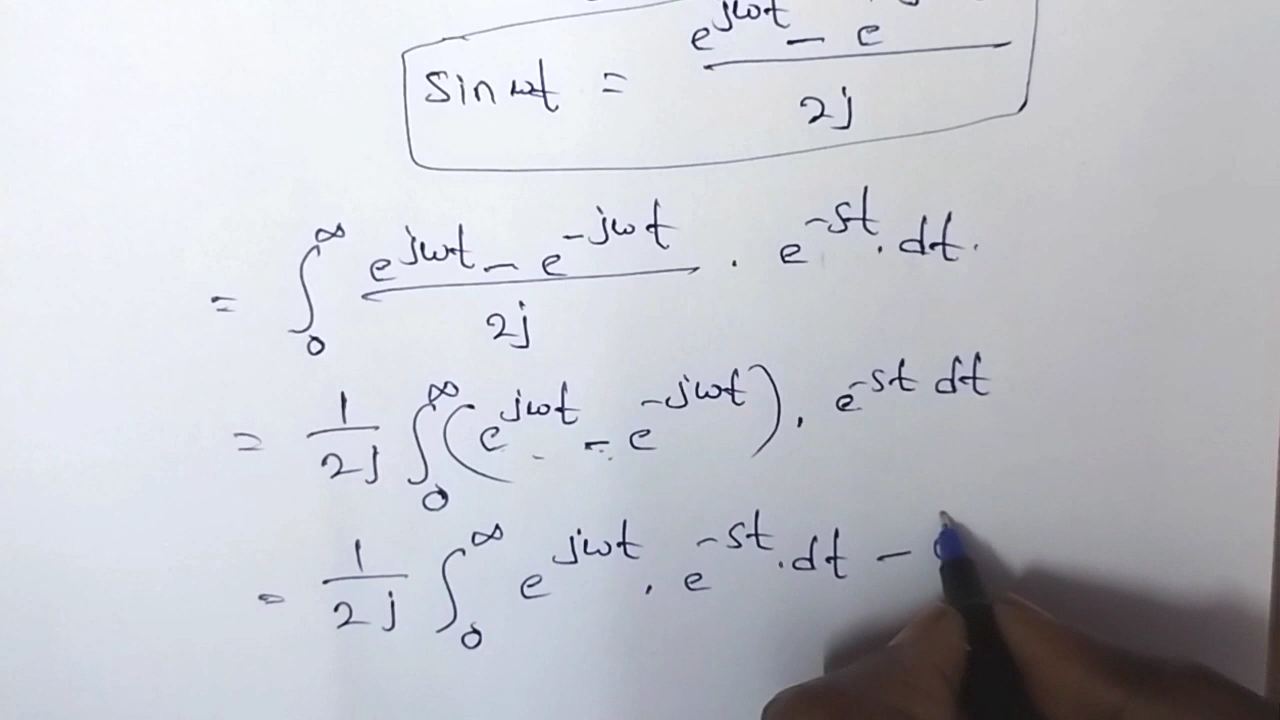 Sin ωt = e^jωt - e / 2j
= ∫₀^∞ e^jωt - e^-jωt / 2j . e^-st . dt.
= 1/2j ∫₀^∞ (e^jωt - e^-jωt) . e^-st dt
= 1/2j ∫₀^∞ e^jωt . e^-st . dt -